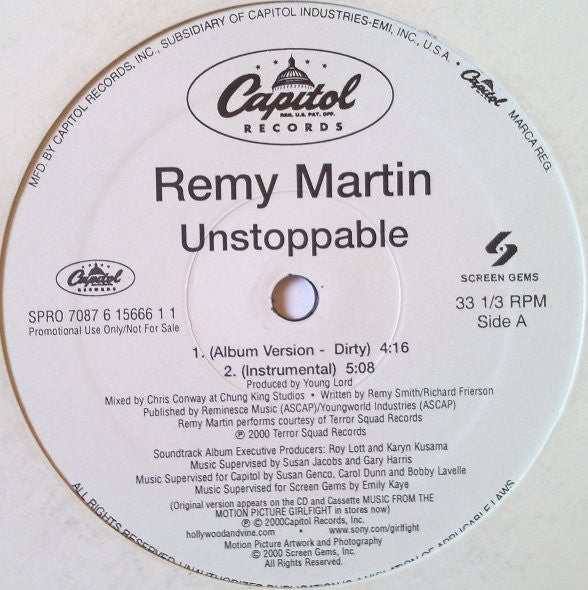 MFD. BY CAPITOL RECORDS, INC., SUBSIDIARY OF CAPITOL INDUSTRIES-EMI, INC., U.S.A. •
Capitol
MARCA REG.
Capitol
REG. U.S. PAT. OFF.
RECORDS
Remy Martin
Unstoppable
Capitol
RECORDS
SCREEN GEMS
SPRO 7087 6 15666 1 1
Promotional Use Only/Not For Sale
33 1/3 RPM
Side A
1. (Album Version - Dirty) 4:16
2. (Instrumental) 5:08
Produced by Young Lord
Mixed by Chris Conway at Chung King Studios • Written by Remy Smith/Richard Frierson
Published by Reminesce Music (ASCAP)/Youngworld Industries (ASCAP)
Remy Martin performs courtesy of Terror Squad Records
℗ 2000 Terror Squad Records
Soundtrack Album Executive Producers: Roy Lott and Karyn Kusama
Music Supervised by Susan Jacobs and Gary Harris
Music Supervised for Capitol by Susan Genco, Carol Dunn and Bobby Lavelle
Music Supervised for Screen Gems by Emily Kaye
(Original version appears on the CD and Cassette MUSIC FROM THE
MOTION PICTURE GIRLFIGHT in stores now)
℗ © 2000Capitol Records, Inc.
hollywoodandvine.com • www.sony.com/girlfight
Motion Picture Artwork and Photography
© 2000 Screen Gems, Inc.
All Rights Reserved.
ALL RIGHTS RESERVED. UNAUTHORIZED DUPLICATION IS A VIOLATION OF APPLICABLE LAWS